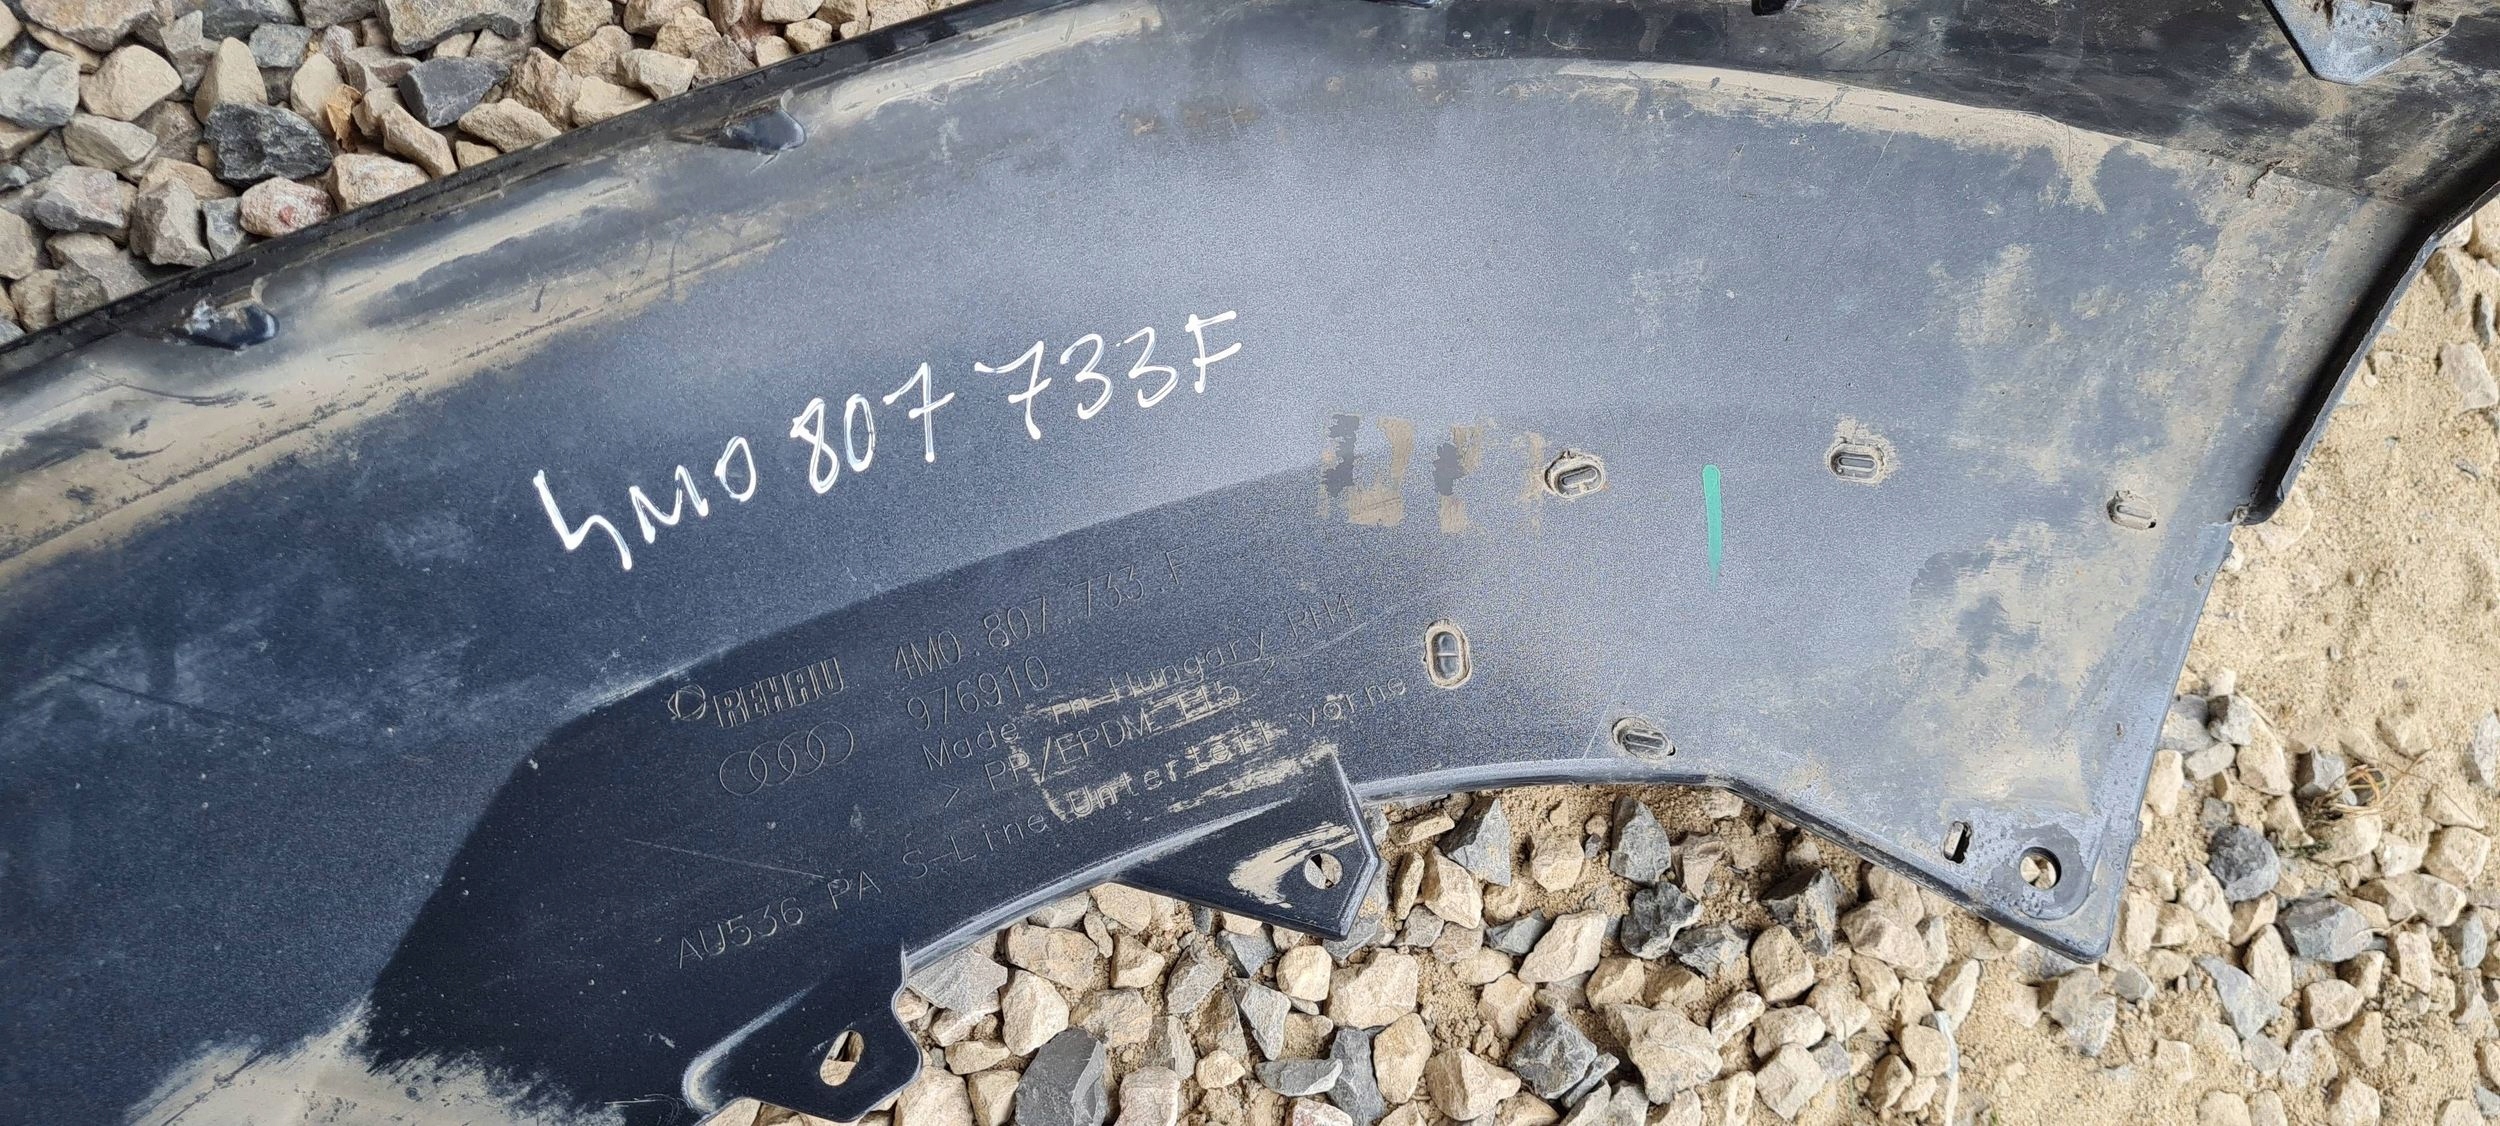 4M0 807 733F
REHAU 4M0.807.733.F
976910
Made in Hungary RH4
> PP/EPDM-T15 >
AU536 PA S-Line Unterteil vorne